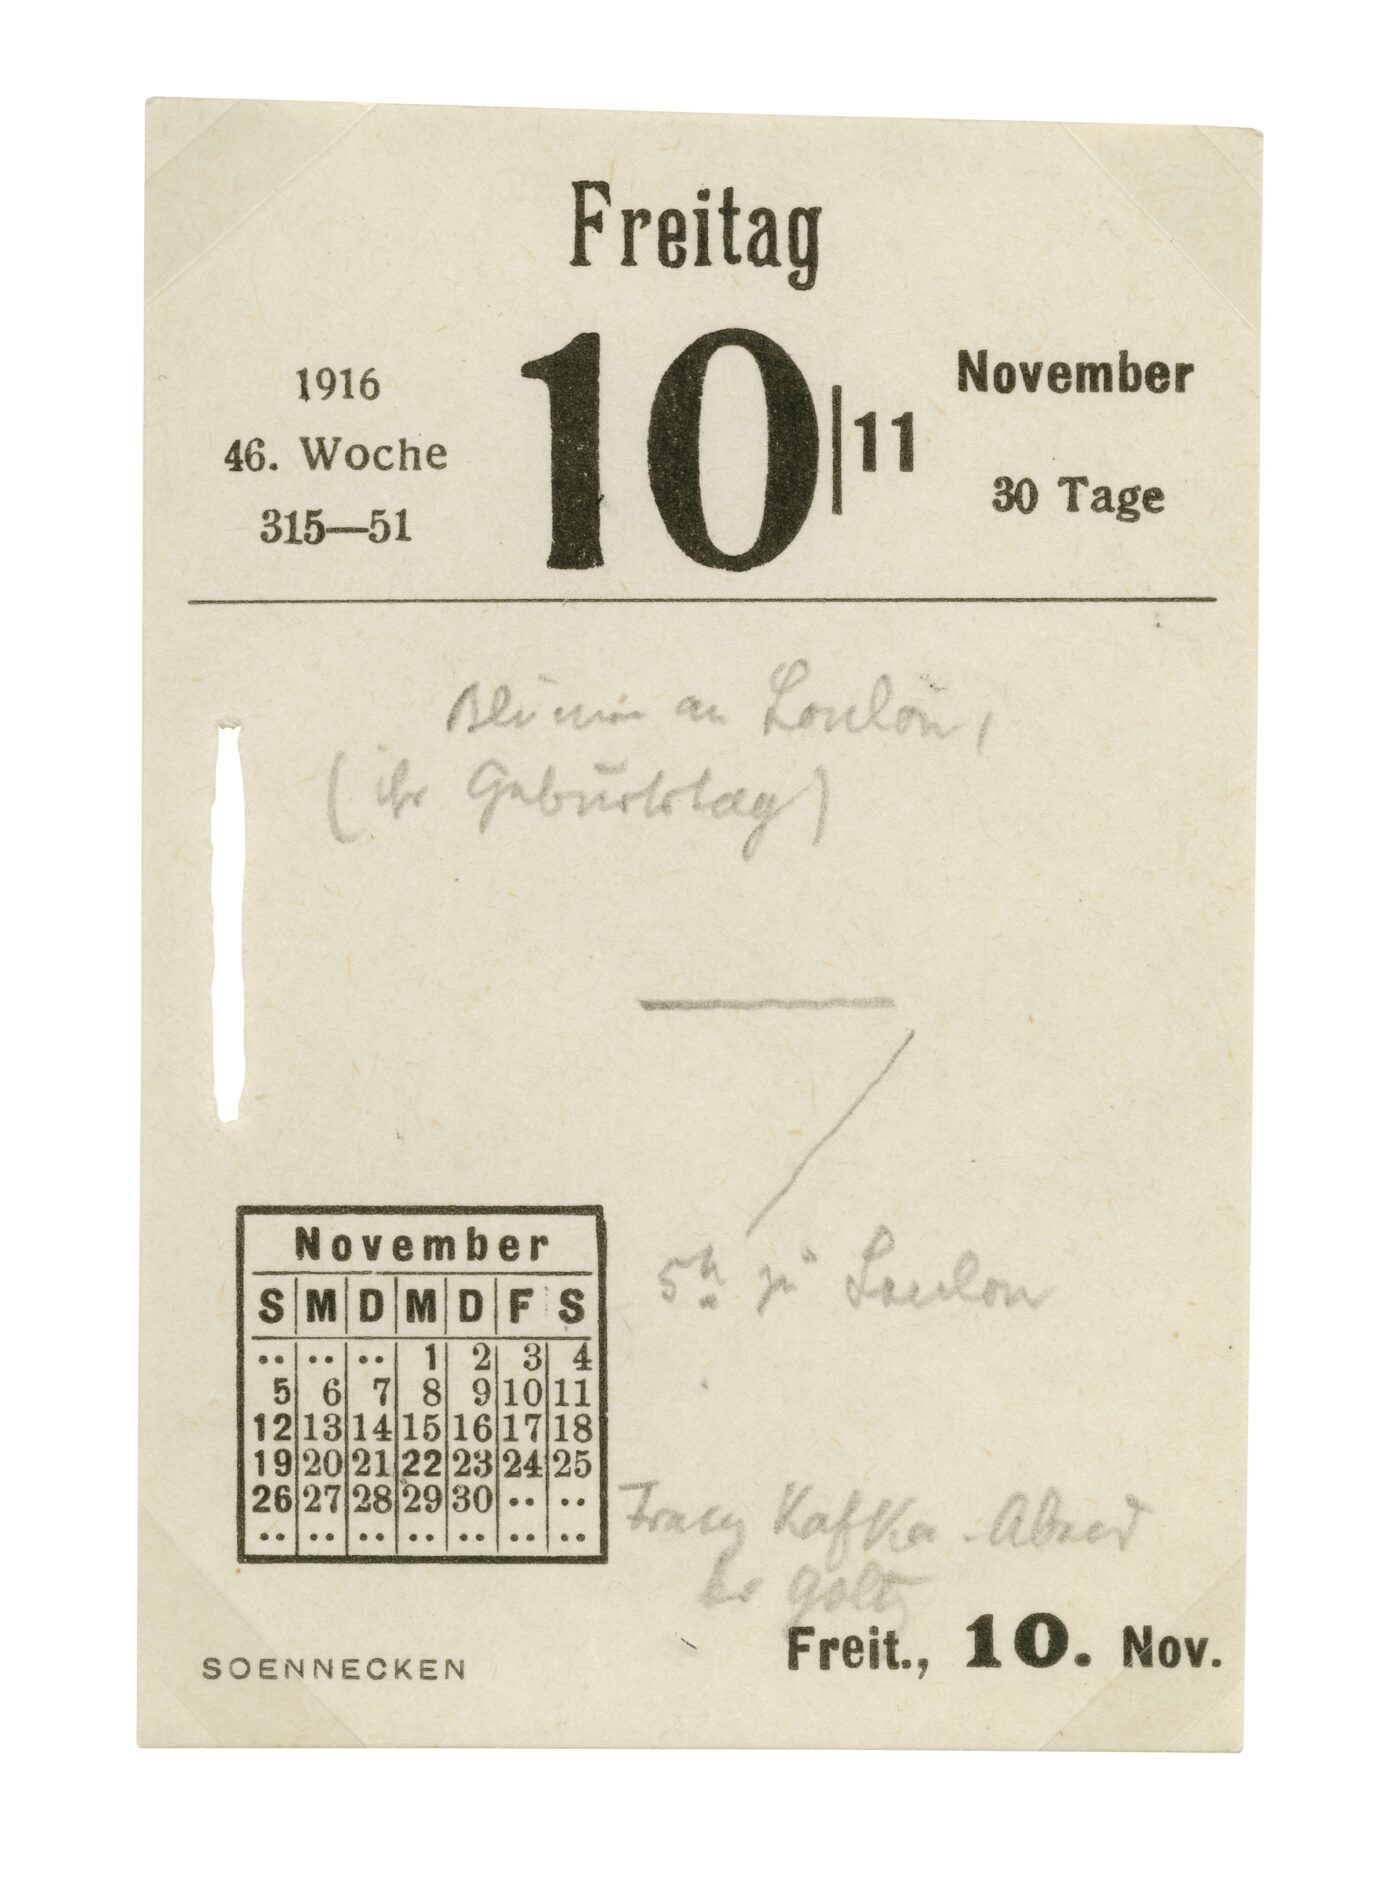 Freitag
1916
46. Woche
315—51
10|11
November
30 Tage
Blumen an Loulou,
(ihr Geburtstag)
5h zu Loulou
November
S M D M D F S
.. .. .. 1 2 3 4
5 6 7 8 9 10 11
12 13 14 15 16 17 18
19 20 21 22 23 24 25
26 27 28 29 30 .. ..
.. .. .. .. .. .. ..
Kafka Abend
Goltz
SOENNECKEN
Freit., 10. Nov.